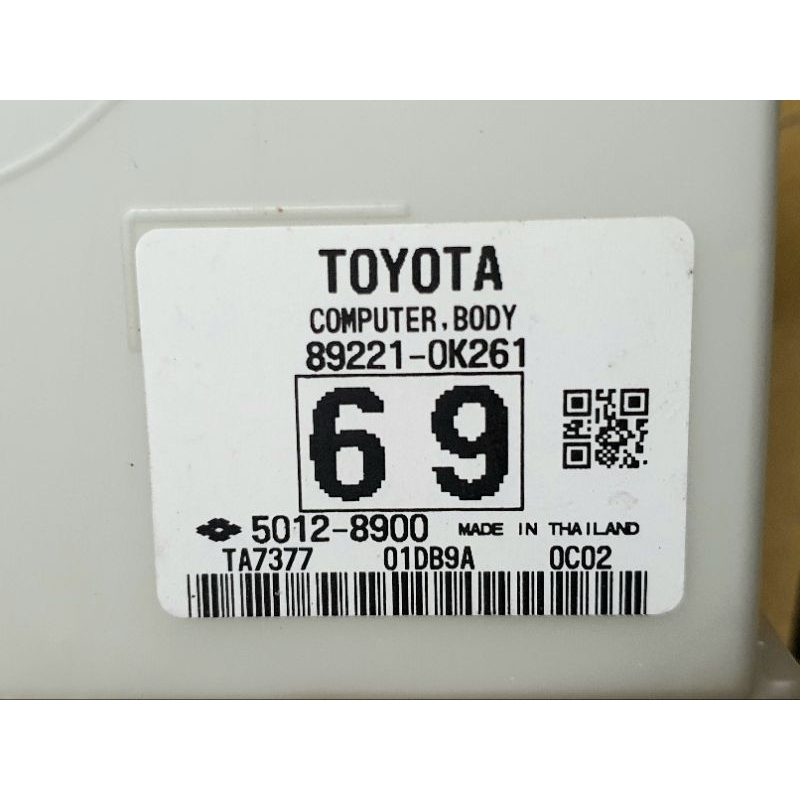 TOYOTA
COMPUTER, BODY
89221-0K261
69
5012-8900 MADE IN THAILAND
TA7377 01DB9A 0C02